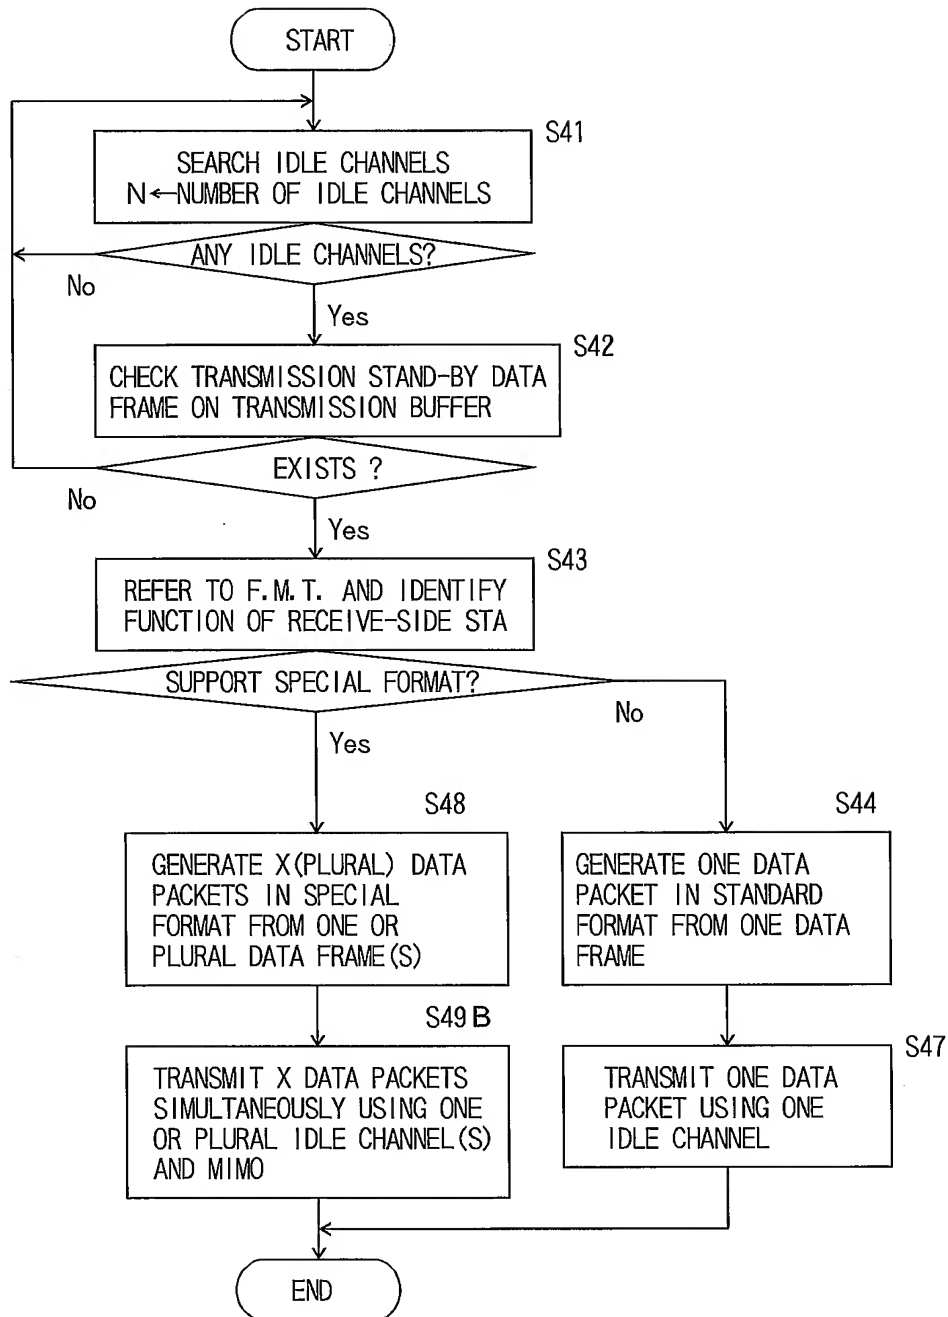 START
S41
SEARCH IDLE CHANNELS
N←NUMBER OF IDLE CHANNELS
ANY IDLE CHANNELS?
No
Yes
S42
CHECK TRANSMISSION STAND-BY DATA
FRAME ON TRANSMISSION BUFFER
EXISTS ?
No
Yes
S43
REFER TO F.M.T. AND IDENTIFY
FUNCTION OF RECEIVE-SIDE STA
SUPPORT SPECIAL FORMAT?
No
Yes
S48
GENERATE X(PLURAL) DATA
PACKETS IN SPECIAL
FORMAT FROM ONE OR
PLURAL DATA FRAME(S)
S44
GENERATE ONE DATA
PACKET IN STANDARD
FORMAT FROM ONE DATA
FRAME
S49B
TRANSMIT X DATA PACKETS
SIMULTANEOUSLY USING ONE
OR PLURAL IDLE CHANNEL(S)
AND MIMO
S47
TRANSMIT ONE DATA
PACKET USING ONE
IDLE CHANNEL
END